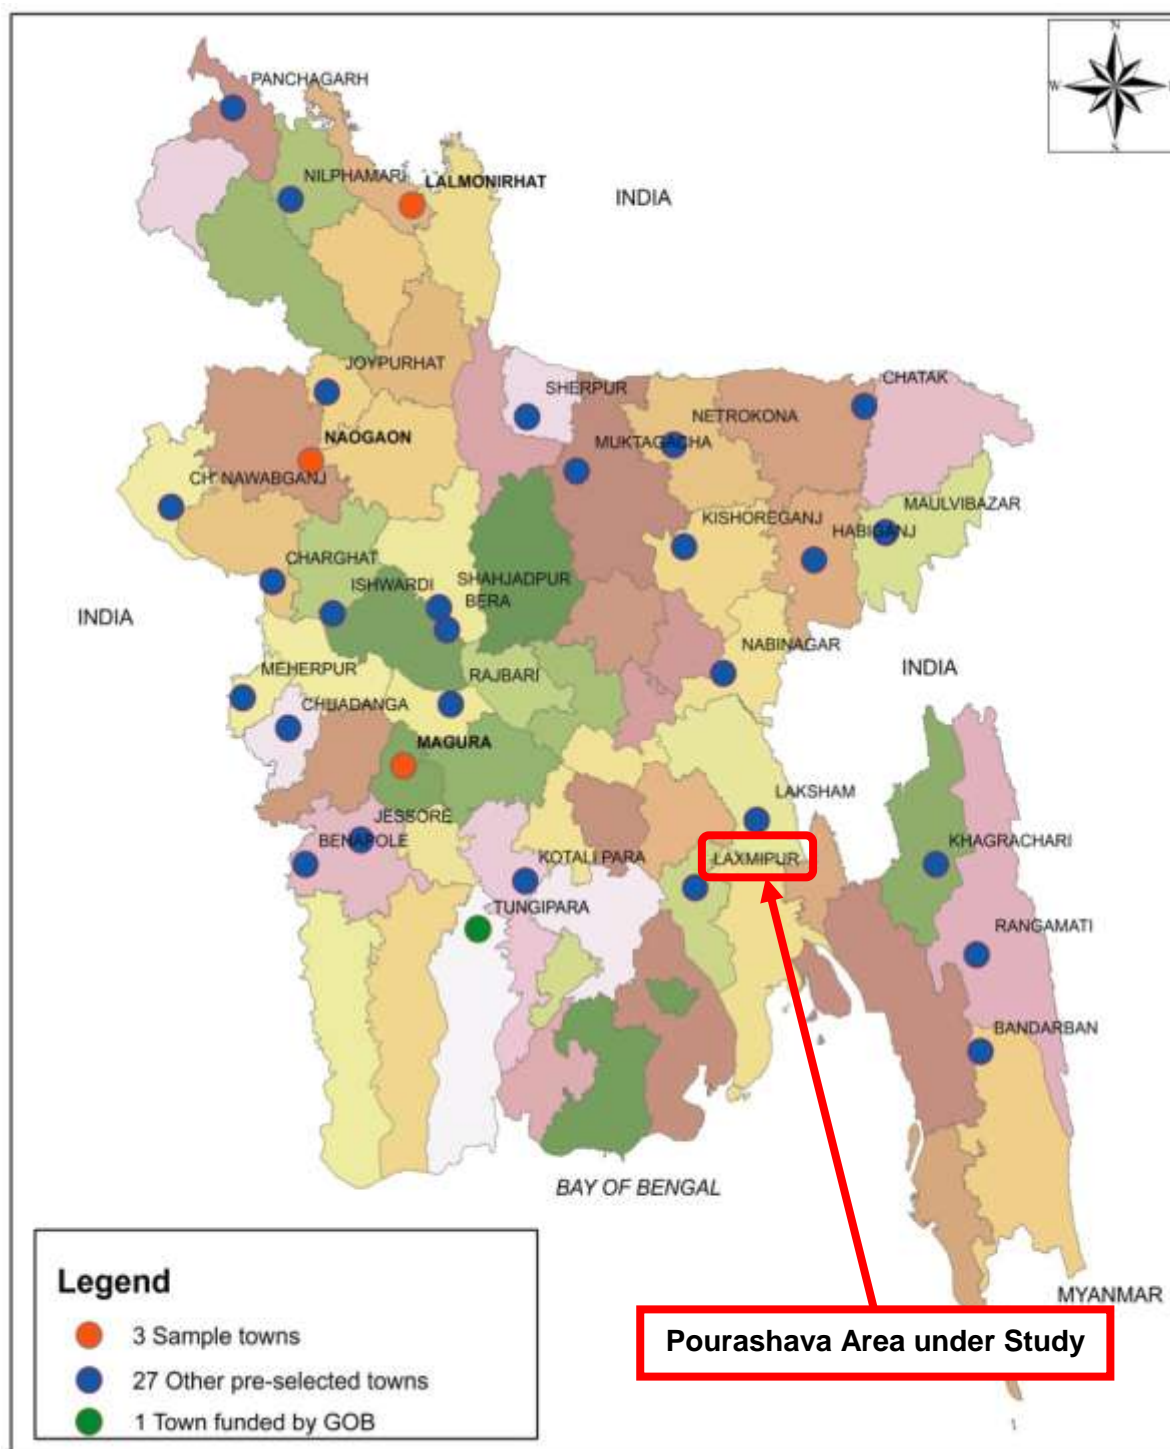 N
W
S
PANCHAGARH
NILPHAMARI
LALMONIRHAT
INDIA
JOYPURHAT
SHERPUR
CHATAK
NETROKONA
NAOGAON
MUKTAGACHA
CH' NAWABGANJ
MAULVIBAZAR
KISHOREGANJ
HABIGANJ
CHARGHAT
ISHWARDI
SHAHJADPUR
BERA
INDIA
NABINAGAR
MEHERPUR
RAJBARI
INDIA
CHUADANGA
MAGURA
LAKSHAM
JESSORE
BENAPOLE
KHAGRACHARI
KOTALI PARA
LAXMIPUR
TUNGIPARA
RANGAMATI
BANDARBAN
BAY OF BENGAL
MYANMAR
Pourashava Area under Study
Legend
3 Sample towns
27 Other pre-selected towns
1 Town funded by GOB